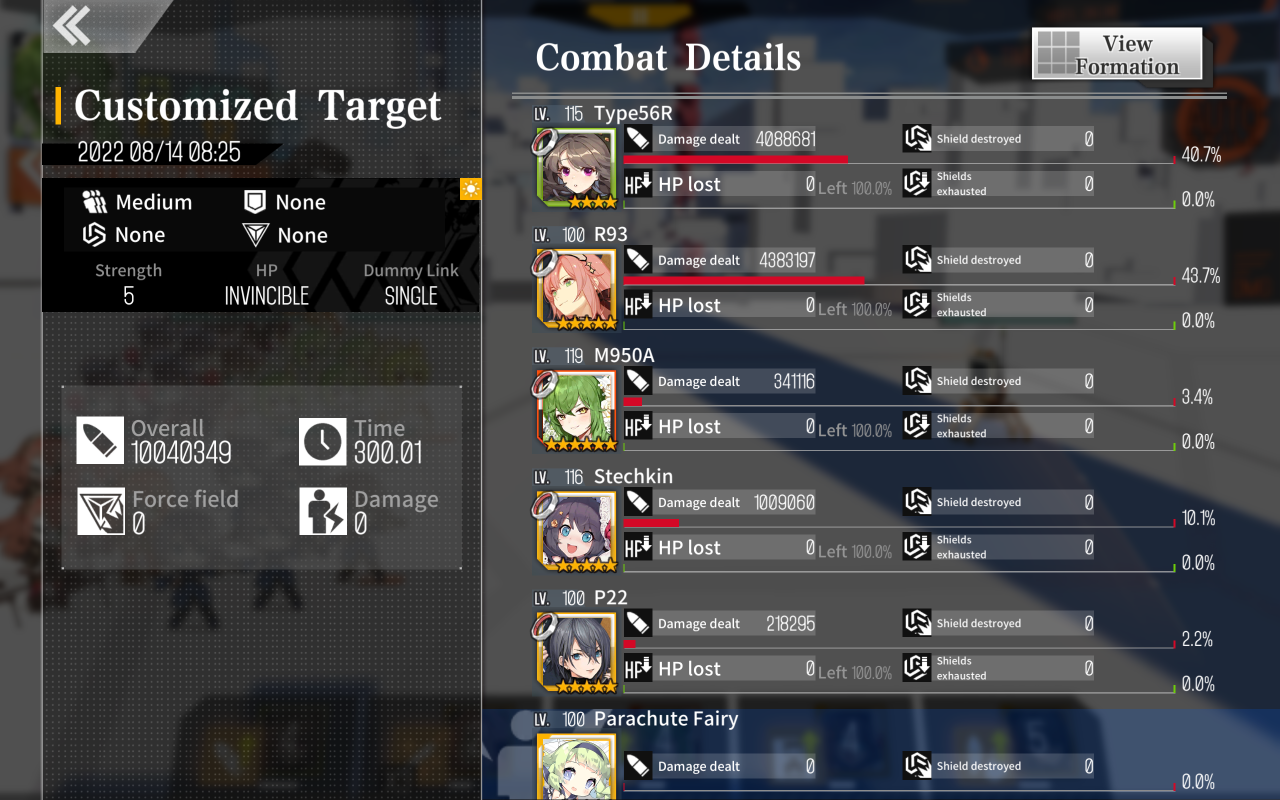 Customized Target
2022 08/14 08:25
Medium
None
None
None
Strength
HP
Dummy Link
5
INVINCIBLE
SINGLE
Overall
10040349
Time
300.01
Force field
0
Damage
0
Combat Details
View
Formation
LV. 115 Type56R
Damage dealt 4088681
Shield destroyed 0
40.7%
HP lost 0 Left 100.0%
Shields
exhausted 0
0.0%
LV. 100 R93
Damage dealt 4383197
Shield destroyed 0
43.7%
HP lost 0 Left 100.0%
Shields
exhausted 0
0.0%
LV. 119 M950A
Damage dealt 341116
Shield destroyed 0
3.4%
HP lost 0 Left 100.0%
Shields
exhausted 0
0.0%
LV. 116 Stechkin
Damage dealt 1009060
Shield destroyed 0
10.1%
HP lost 0 Left 100.0%
Shields
exhausted 0
0.0%
LV. 100 P22
Damage dealt 218295
Shield destroyed 0
2.2%
HP lost 0 Left 100.0%
Shields
exhausted 0
0.0%
LV. 100 Parachute Fairy
Damage dealt 0
Shield destroyed 0
0.0%